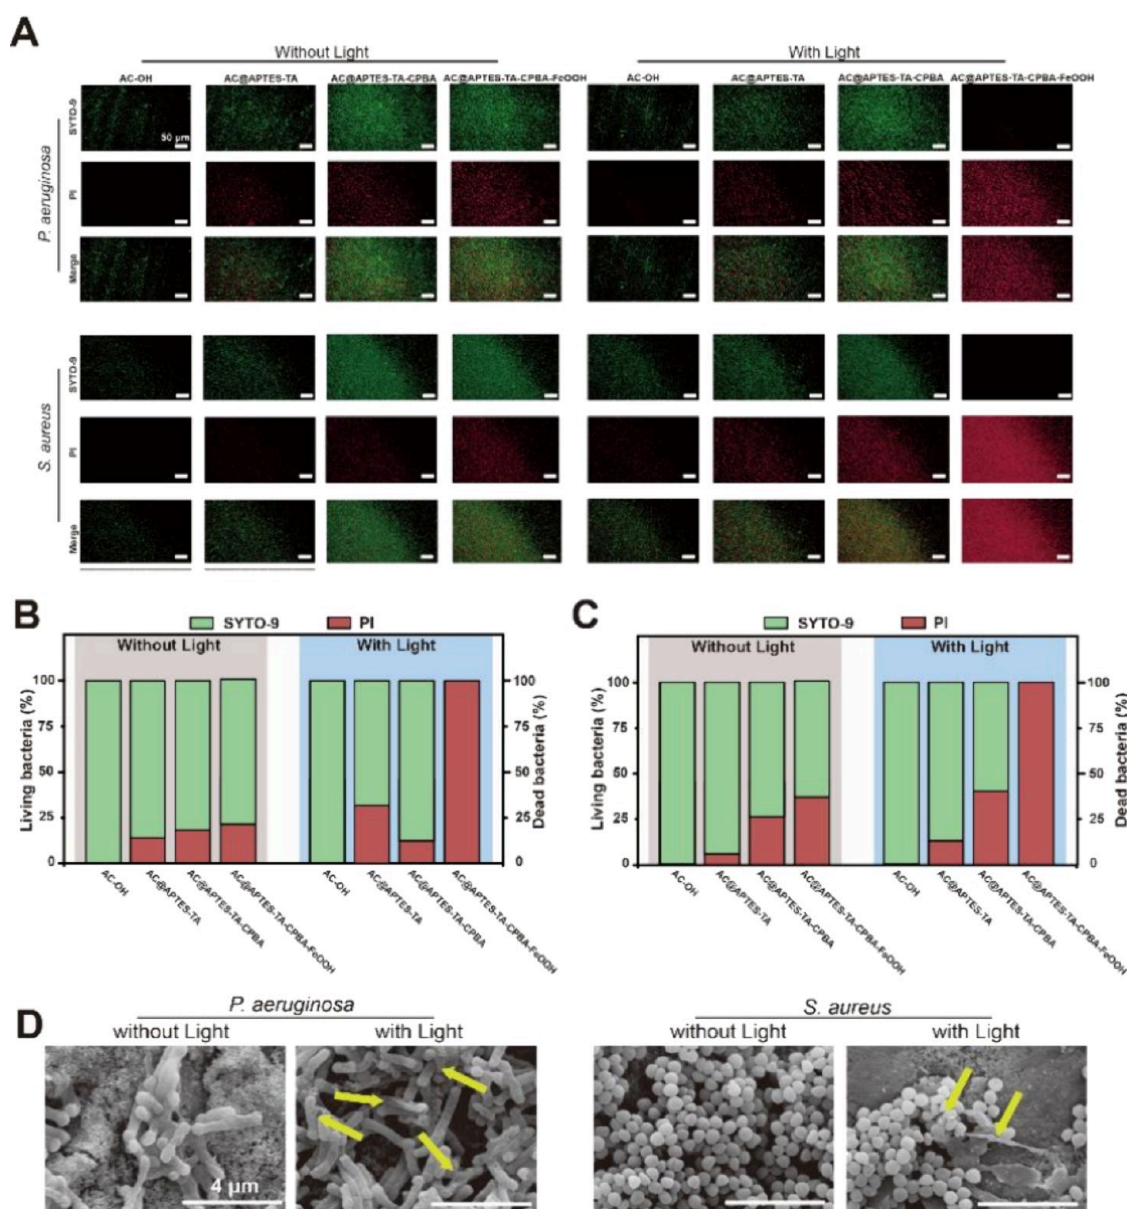 A
Without Light
With Light
AC-OH AC@APTES-TA AC@APTES-TA-CPBA AC@APTES-TA-CPBA-FeOOH AC-OH AC@APTES-TA AC@APTES-TA-CPBA AC@APTES-TA-CPBA-FeOOH
P. aeruginosa
SYTO-9
50 µm
PI
Merge
S. aureus
SYTO-9
PI
Merge
B
SYTO-9 PI
Without Light With Light
Living bacteria (%)
100
75
50
25
0
Dead bacteria (%)
100
75
50
25
0
AC-OH
AC@APTES-TA
AC@APTES-TA-CPBA
AC@APTES-TA-CPBA-FeOOH
AC-OH
AC@APTES-TA
AC@APTES-TA-CPBA
AC@APTES-TA-CPBA-FeOOH
C
SYTO-9 PI
Without Light With Light
Living bacteria (%)
100
75
50
25
0
Dead bacteria (%)
100
75
50
25
0
AC-OH
AC@APTES-TA
AC@APTES-TA-CPBA
AC@APTES-TA-CPBA-FeOOH
AC-OH
AC@APTES-TA
AC@APTES-TA-CPBA
AC@APTES-TA-CPBA-FeOOH
D
P. aeruginosa
without Light with Light
4 µm
S. aureus
without Light with Light